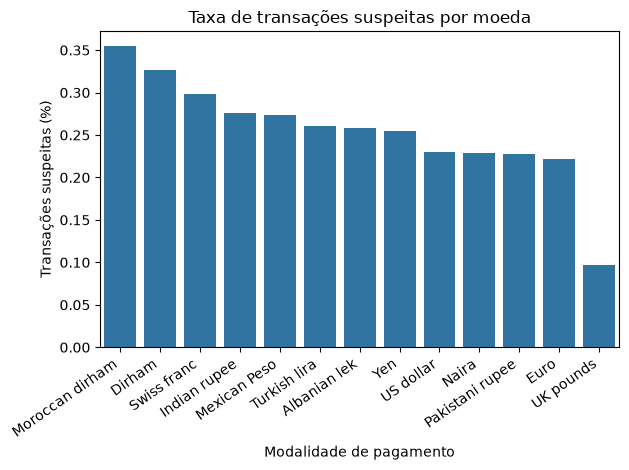 Taxa de transações suspeitas por moeda
Transações suspeitas (%)
0.35
0.30
0.25
0.20
0.15
0.10
0.05
0.00
Moroccan dirham
Dirham
Swiss franc
Indian rupee
Mexican Peso
Turkish lira
Albanian lek
Yen
US dollar
Naira
Pakistani rupee
Euro
UK pounds
Modalidade de pagamento